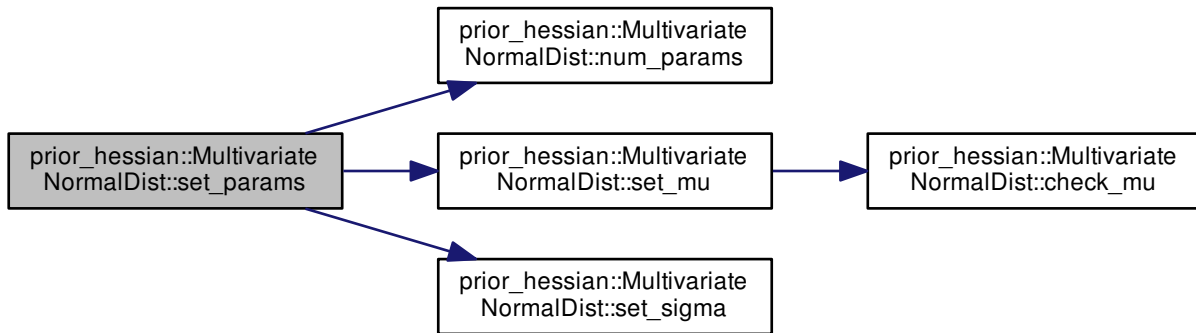 prior_hessian::Multivariate
NormalDist::set_params
prior_hessian::Multivariate
NormalDist::num_params
prior_hessian::Multivariate
NormalDist::set_mu
prior_hessian::Multivariate
NormalDist::check_mu
prior_hessian::Multivariate
NormalDist::set_sigma